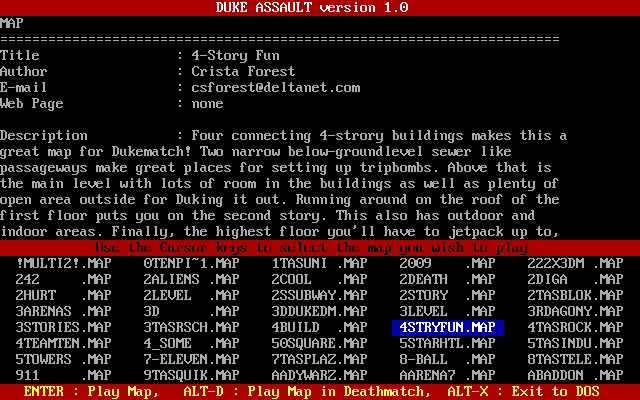 DUKE ASSAULT version 1.0
MAP
================================================================
Title : 4-Story Fun
Author : Crista Forest
E-mail : csforest@deltanet.com
Web Page : none
Description : Four connecting 4-strory buildings makes this a
great map for Dukematch! Two narrow below-groundlevel sewer like
passageways make great places for setting up tripbombs. Above that is
the main level with lots of room in the buildings as well as plenty of
open area outside for Duking it out. Running around on the roof of the
first floor puts you on the second story. This also has outdoor and
indoor areas. Finally, the highest floor you'll have to jetpack up to,
Use the Cursor keys to select the map you wish to play
!MULTI2!.MAP 0TENPI~1.MAP 1TASUNI .MAP 2009 .MAP 222X3DM .MAP
242 .MAP 2ALIENS .MAP 2COOL .MAP 2DEATH .MAP 2DIGA .MAP
2HURT .MAP 2LEVEL .MAP 2SSUBWAY.MAP 2STORY .MAP 2TASBLOK.MAP
3ARENAS .MAP 3D .MAP 3DDUKEDM.MAP 3LEVEL .MAP 3RDAGONY.MAP
3STORIES.MAP 3TASRSCH.MAP 4BUILD .MAP 4STRYFUN.MAP 4TASROCK.MAP
4TEAMTEN.MAP 4_SOME .MAP 50SQUARE.MAP 5STARHTL.MAP 5TASINDU.MAP
5TOWERS .MAP 7-ELEVEN.MAP 7TASPLAZ.MAP 8-BALL .MAP 8TASTELE.MAP
911 .MAP 9TASQUIK.MAP AADYWARZ.MAP AARENA7 .MAP ABADDON .MAP
ENTER : Play Map, ALT-D : Play Map in Deathmatch, ALT-X : Exit to DOS